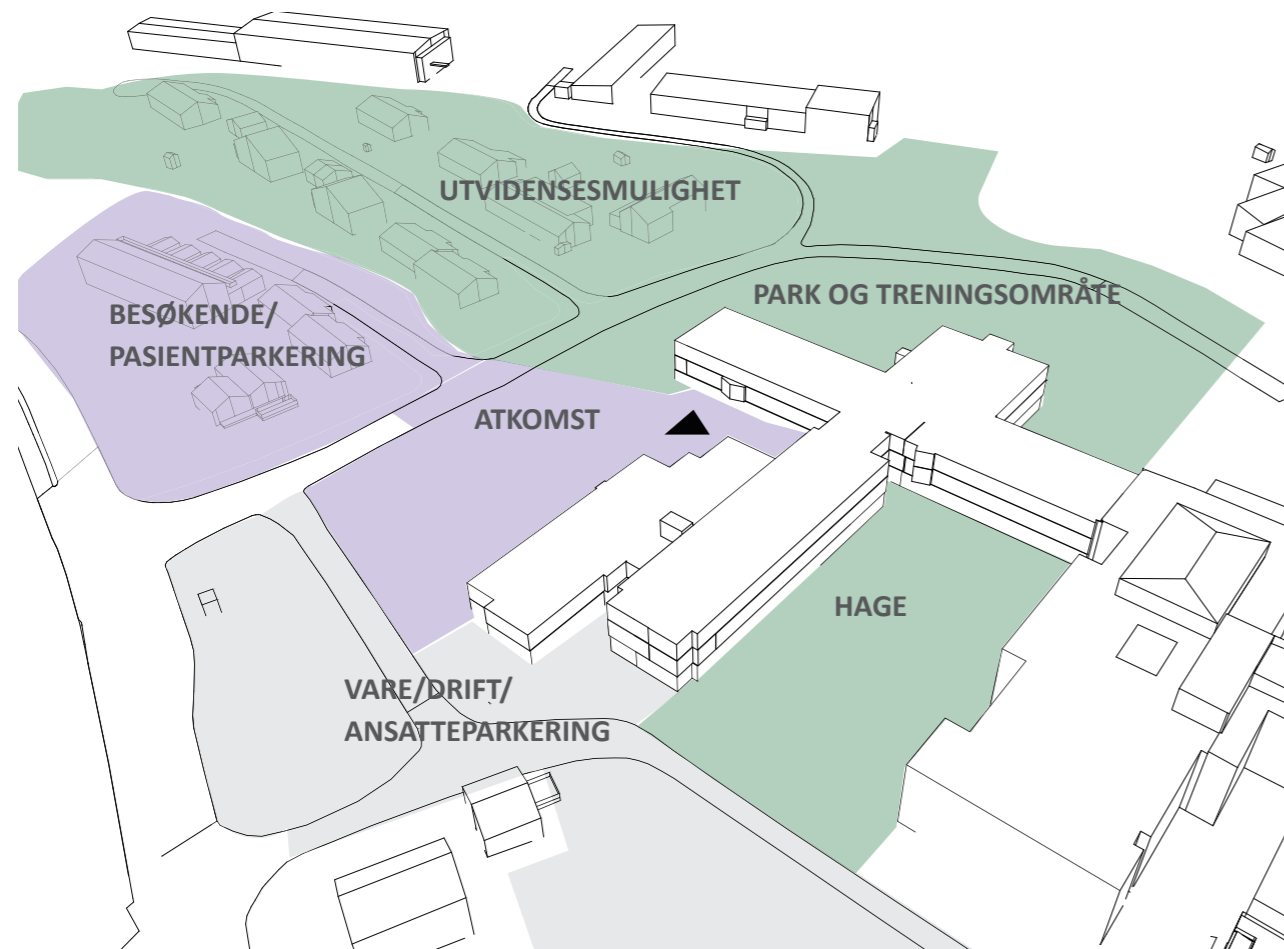 UTVIDENSESMULIGHET
PARK OG TRENINGSOMRÅTE
BESØKENDE/
PASIENTPARKERING
ATKOMST
HAGE
VARE/DRIFT/
ANSATTEPARKERING